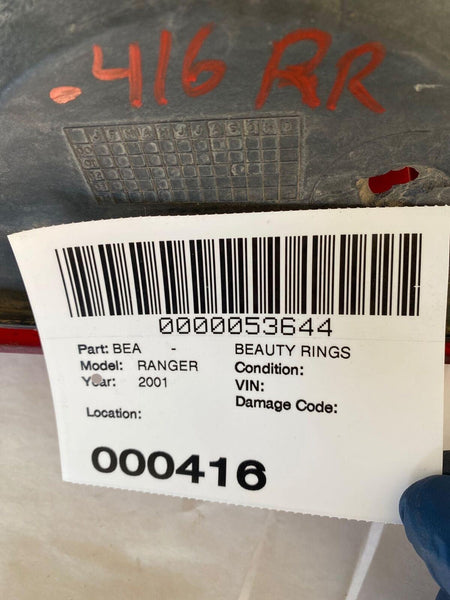 .416 RR
0000053644
Part: BEA - BEAUTY RINGS
Model: RANGER Condition:
Year: 2001 VIN:
Damage Code:
Location:
000416